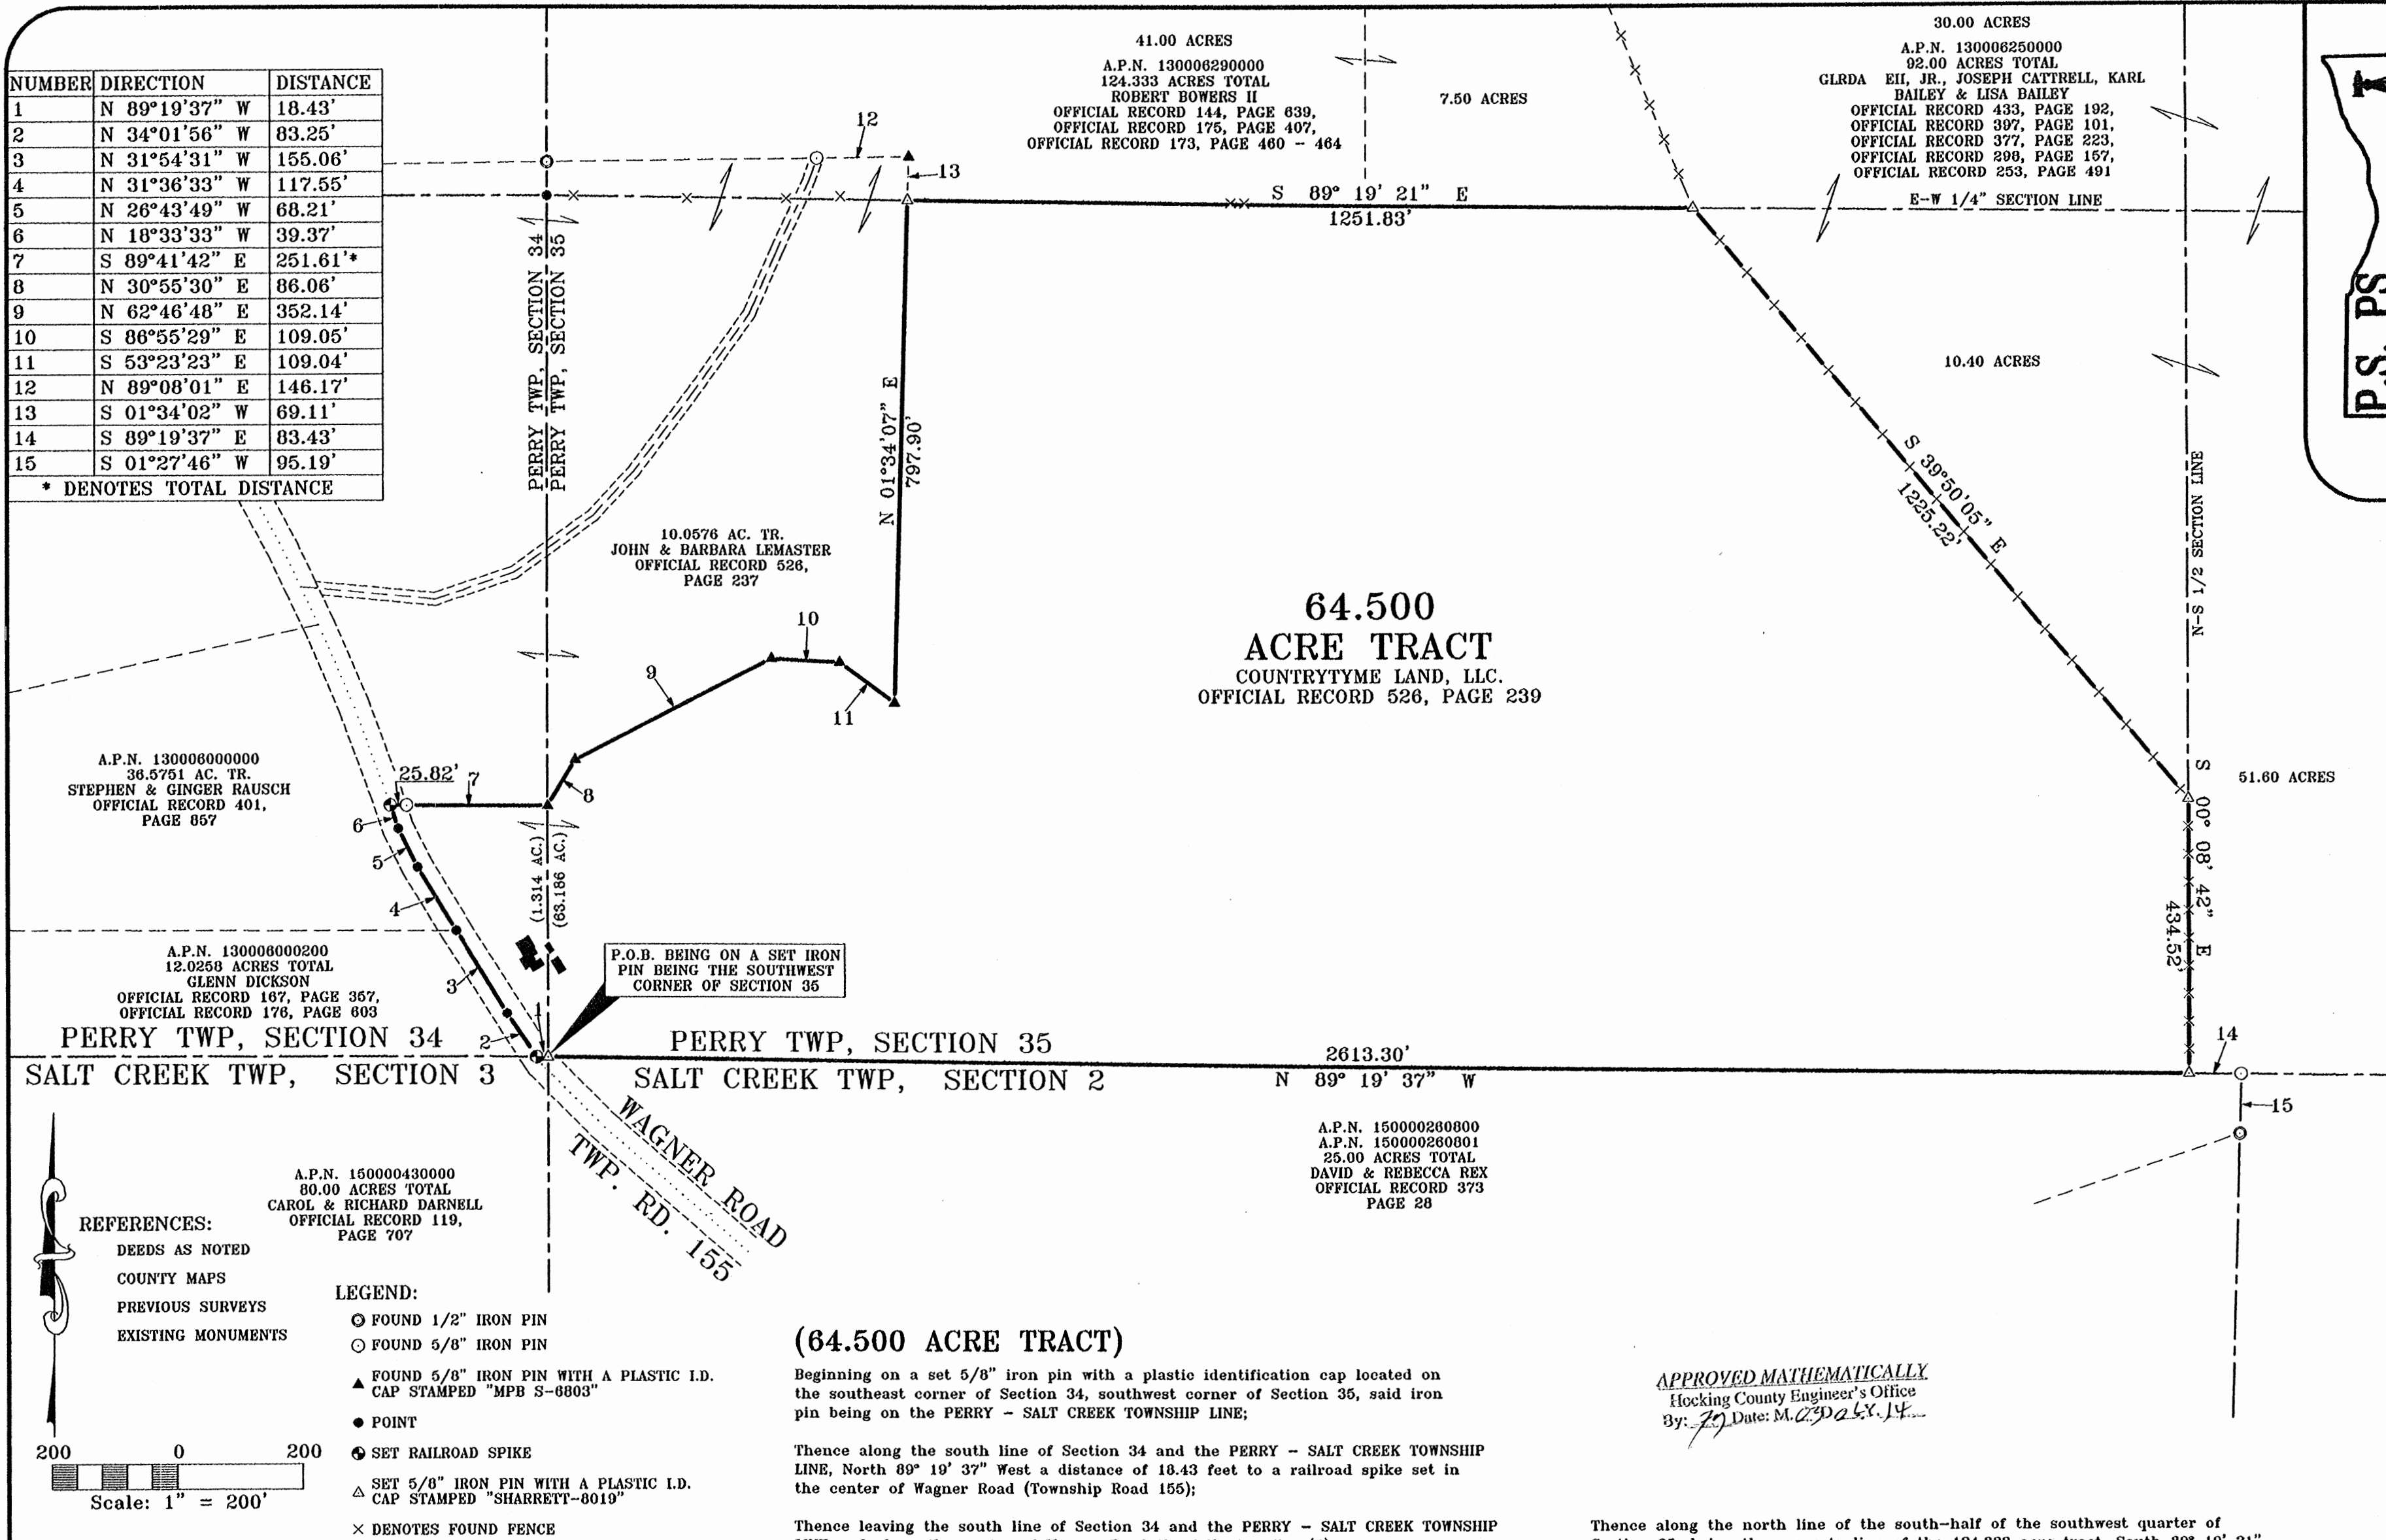 NUMBER DIRECTION DISTANCE
1 N 89°19'37" W 18.43'
2 N 34°01'56" W 83.25'
3 N 31°54'31" W 155.06'
4 N 31°36'33" W 117.55'
5 N 26°43'49" W 68.21'
6 N 18°33'33" W 39.37'
7 S 89°41'42" E 251.61'*
8 N 30°55'30" E 86.06'
9 N 62°46'48" E 352.14'
10 S 86°55'29" E 109.05'
11 S 53°23'23" E 109.04'
12 N 89°08'01" E 146.17'
13 S 01°34'02" W 69.11'
14 S 89°19'37" E 83.43'
15 S 01°27'46" W 95.19'
* DENOTES TOTAL DISTANCE
41.00 ACRES
A.P.N. 130006290000
124.333 ACRES TOTAL
ROBERT BOWERS II
OFFICIAL RECORD 144, PAGE 639,
OFFICIAL RECORD 175, PAGE 407,
OFFICIAL RECORD 173, PAGE 460 - 464
7.50 ACRES
30.00 ACRES
A.P.N. 130006250000
92.00 ACRES TOTAL
GLRDA EII, JR., JOSEPH CATTRELL, KARL
BAILEY & LISA BAILEY
OFFICIAL RECORD 433, PAGE 192,
OFFICIAL RECORD 397, PAGE 101,
OFFICIAL RECORD 377, PAGE 223,
OFFICIAL RECORD 298, PAGE 157,
OFFICIAL RECORD 253, PAGE 491
E-W 1/4" SECTION LINE
P.S. PS
12
13
S 89° 19' 21" E
1251.83'
PERRY TWP, SECTION 34
PERRY TWP, SECTION 35
N 01°34'07" E
797.90'
10.40 ACRES
S 39°50'05" E
1225.22'
N-S 1/2 SECTION LINE
10.0576 AC. TR.
JOHN & BARBARA LEMASTER
OFFICIAL RECORD 526,
PAGE 237
64.500
ACRE TRACT
COUNTRYTYME LAND, LLC.
OFFICIAL RECORD 526, PAGE 239
10
9
11
8
7
25.82'
6
5
4
3
2
1
A.P.N. 130006000000
36.5751 AC. TR.
STEPHEN & GINGER RAUSCH
OFFICIAL RECORD 401,
PAGE 857
(1.314 AC.)
(63.186 AC.)
51.60 ACRES
S 00° 08' 42" E
434.52'
A.P.N. 130006000200
12.0258 ACRES TOTAL
GLENN DICKSON
OFFICIAL RECORD 167, PAGE 357,
OFFICIAL RECORD 176, PAGE 603
P.O.B. BEING ON A SET IRON
PIN BEING THE SOUTHWEST
CORNER OF SECTION 35
PERRY TWP, SECTION 34
SALT CREEK TWP, SECTION 3
PERRY TWP, SECTION 35
SALT CREEK TWP, SECTION 2
2613.30'
N 89° 19' 37" W
14
15
WAGNER ROAD
TWP. RD. 155
A.P.N. 150000260800
A.P.N. 150000260801
25.00 ACRES TOTAL
DAVID & REBECCA REX
OFFICIAL RECORD 373
PAGE 28
A.P.N. 150000430000
80.00 ACRES TOTAL
CAROL & RICHARD DARNELL
OFFICIAL RECORD 119,
PAGE 707
REFERENCES:
DEEDS AS NOTED
COUNTY MAPS
PREVIOUS SURVEYS
EXISTING MONUMENTS
200 0 200
Scale: 1" = 200'
LEGEND:
FOUND 1/2" IRON PIN
FOUND 5/8" IRON PIN
FOUND 5/8" IRON PIN WITH A PLASTIC I.D.
CAP STAMPED "MPB S-6803"
POINT
SET RAILROAD SPIKE
SET 5/8" IRON PIN WITH A PLASTIC I.D.
CAP STAMPED "SHARRETT-8019"
× DENOTES FOUND FENCE
(64.500 ACRE TRACT)
Beginning on a set 5/8" iron pin with a plastic identification cap located on
the southeast corner of Section 34, southwest corner of Section 35, said iron
pin being on the PERRY - SALT CREEK TOWNSHIP LINE;
Thence along the south line of Section 34 and the PERRY - SALT CREEK TOWNSHIP
LINE, North 89° 19' 37" West a distance of 18.43 feet to a railroad spike set in
the center of Wagner Road (Township Road 155);
Thence leaving the south line of Section 34 and the PERRY - SALT CREEK TOWNSHIP
APPROVED MATHEMATICALLY
Hocking County Engineer's Office
By: Date: M.
Thence along the north line of the south-half of the southwest quarter of